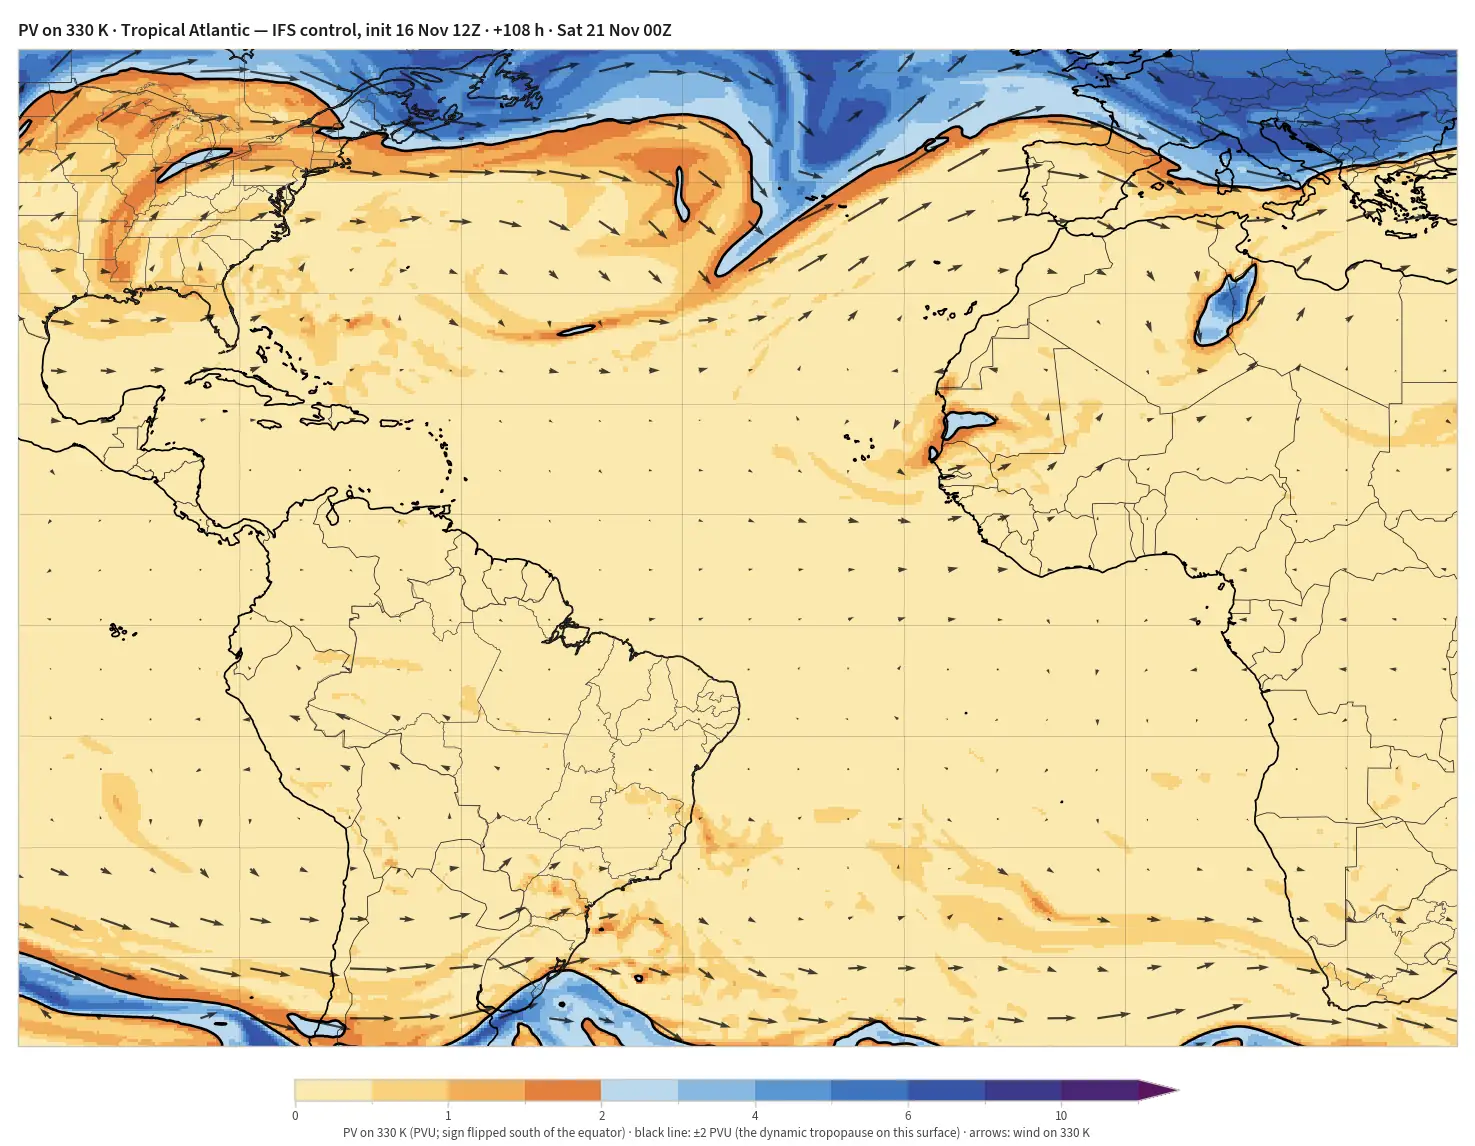 PV on 330 K · Tropical Atlantic — IFS control, init 16 Nov 12Z · +108 h · Sat 21 Nov 00Z
0 1 2 4 6 10
PV on 330 K (PVU; sign flipped south of the equator) · black line: ±2 PVU (the dynamic tropopause on this surface) · arrows: wind on 330 K